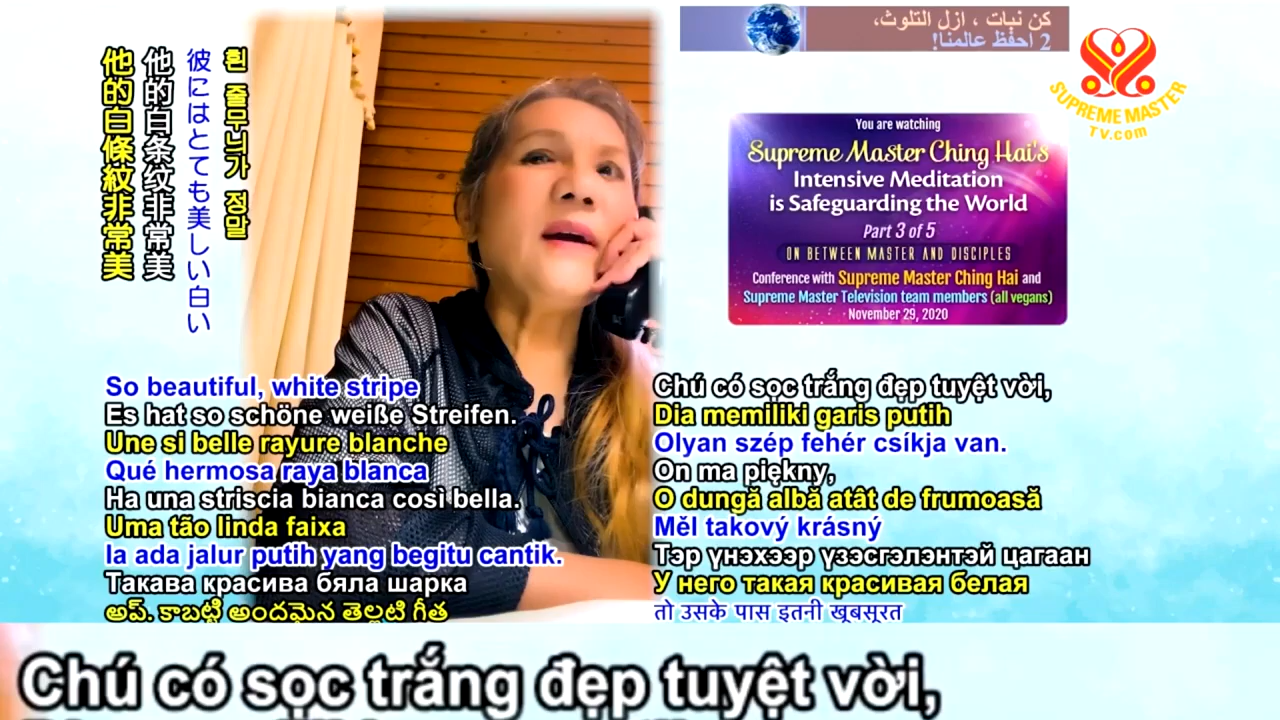 كن نبات ، ازل التلوث،
2 احفظ عالمنا!
SUPREME MASTER
TV.com
You are watching
Supreme Master Ching Hai's
Intensive Meditation
is Safeguarding the World
Part 3 of 5
ON BETWEEN MASTER AND DISCIPLES
Conference with Supreme Master Ching Hai and
Supreme Master Television team members (all vegans)
November 29, 2020
흰 줄무늬가 정말
彼にはとても美しい白い
他的白条纹非常美
他的白條紋非常美
So beautiful, white stripe
Es hat so schöne weiße Streifen.
Une si belle rayure blanche
Qué hermosa raya blanca
Ha una striscia bianca così bella.
Uma tão linda faixa
Ia ada jalur putih yang begitu cantik.
Такава красива бяла шарка
అప్. కాబట్టి అందమైన తెల్లటి గీత
Chú có sọc trắng đẹp tuyệt vời,
Dia memiliki garis putih
Olyan szép fehér csíkja van.
On ma piękny,
O dungă albă atât de frumoasă
Měl takový krásný
Тэр үнэхээр үзэсгэлэнтэй цагаан
У него такая красивая белая
तो उसके पास इतनी खूबसूरत
Chú có sọc trắng đẹp tuyệt vời,